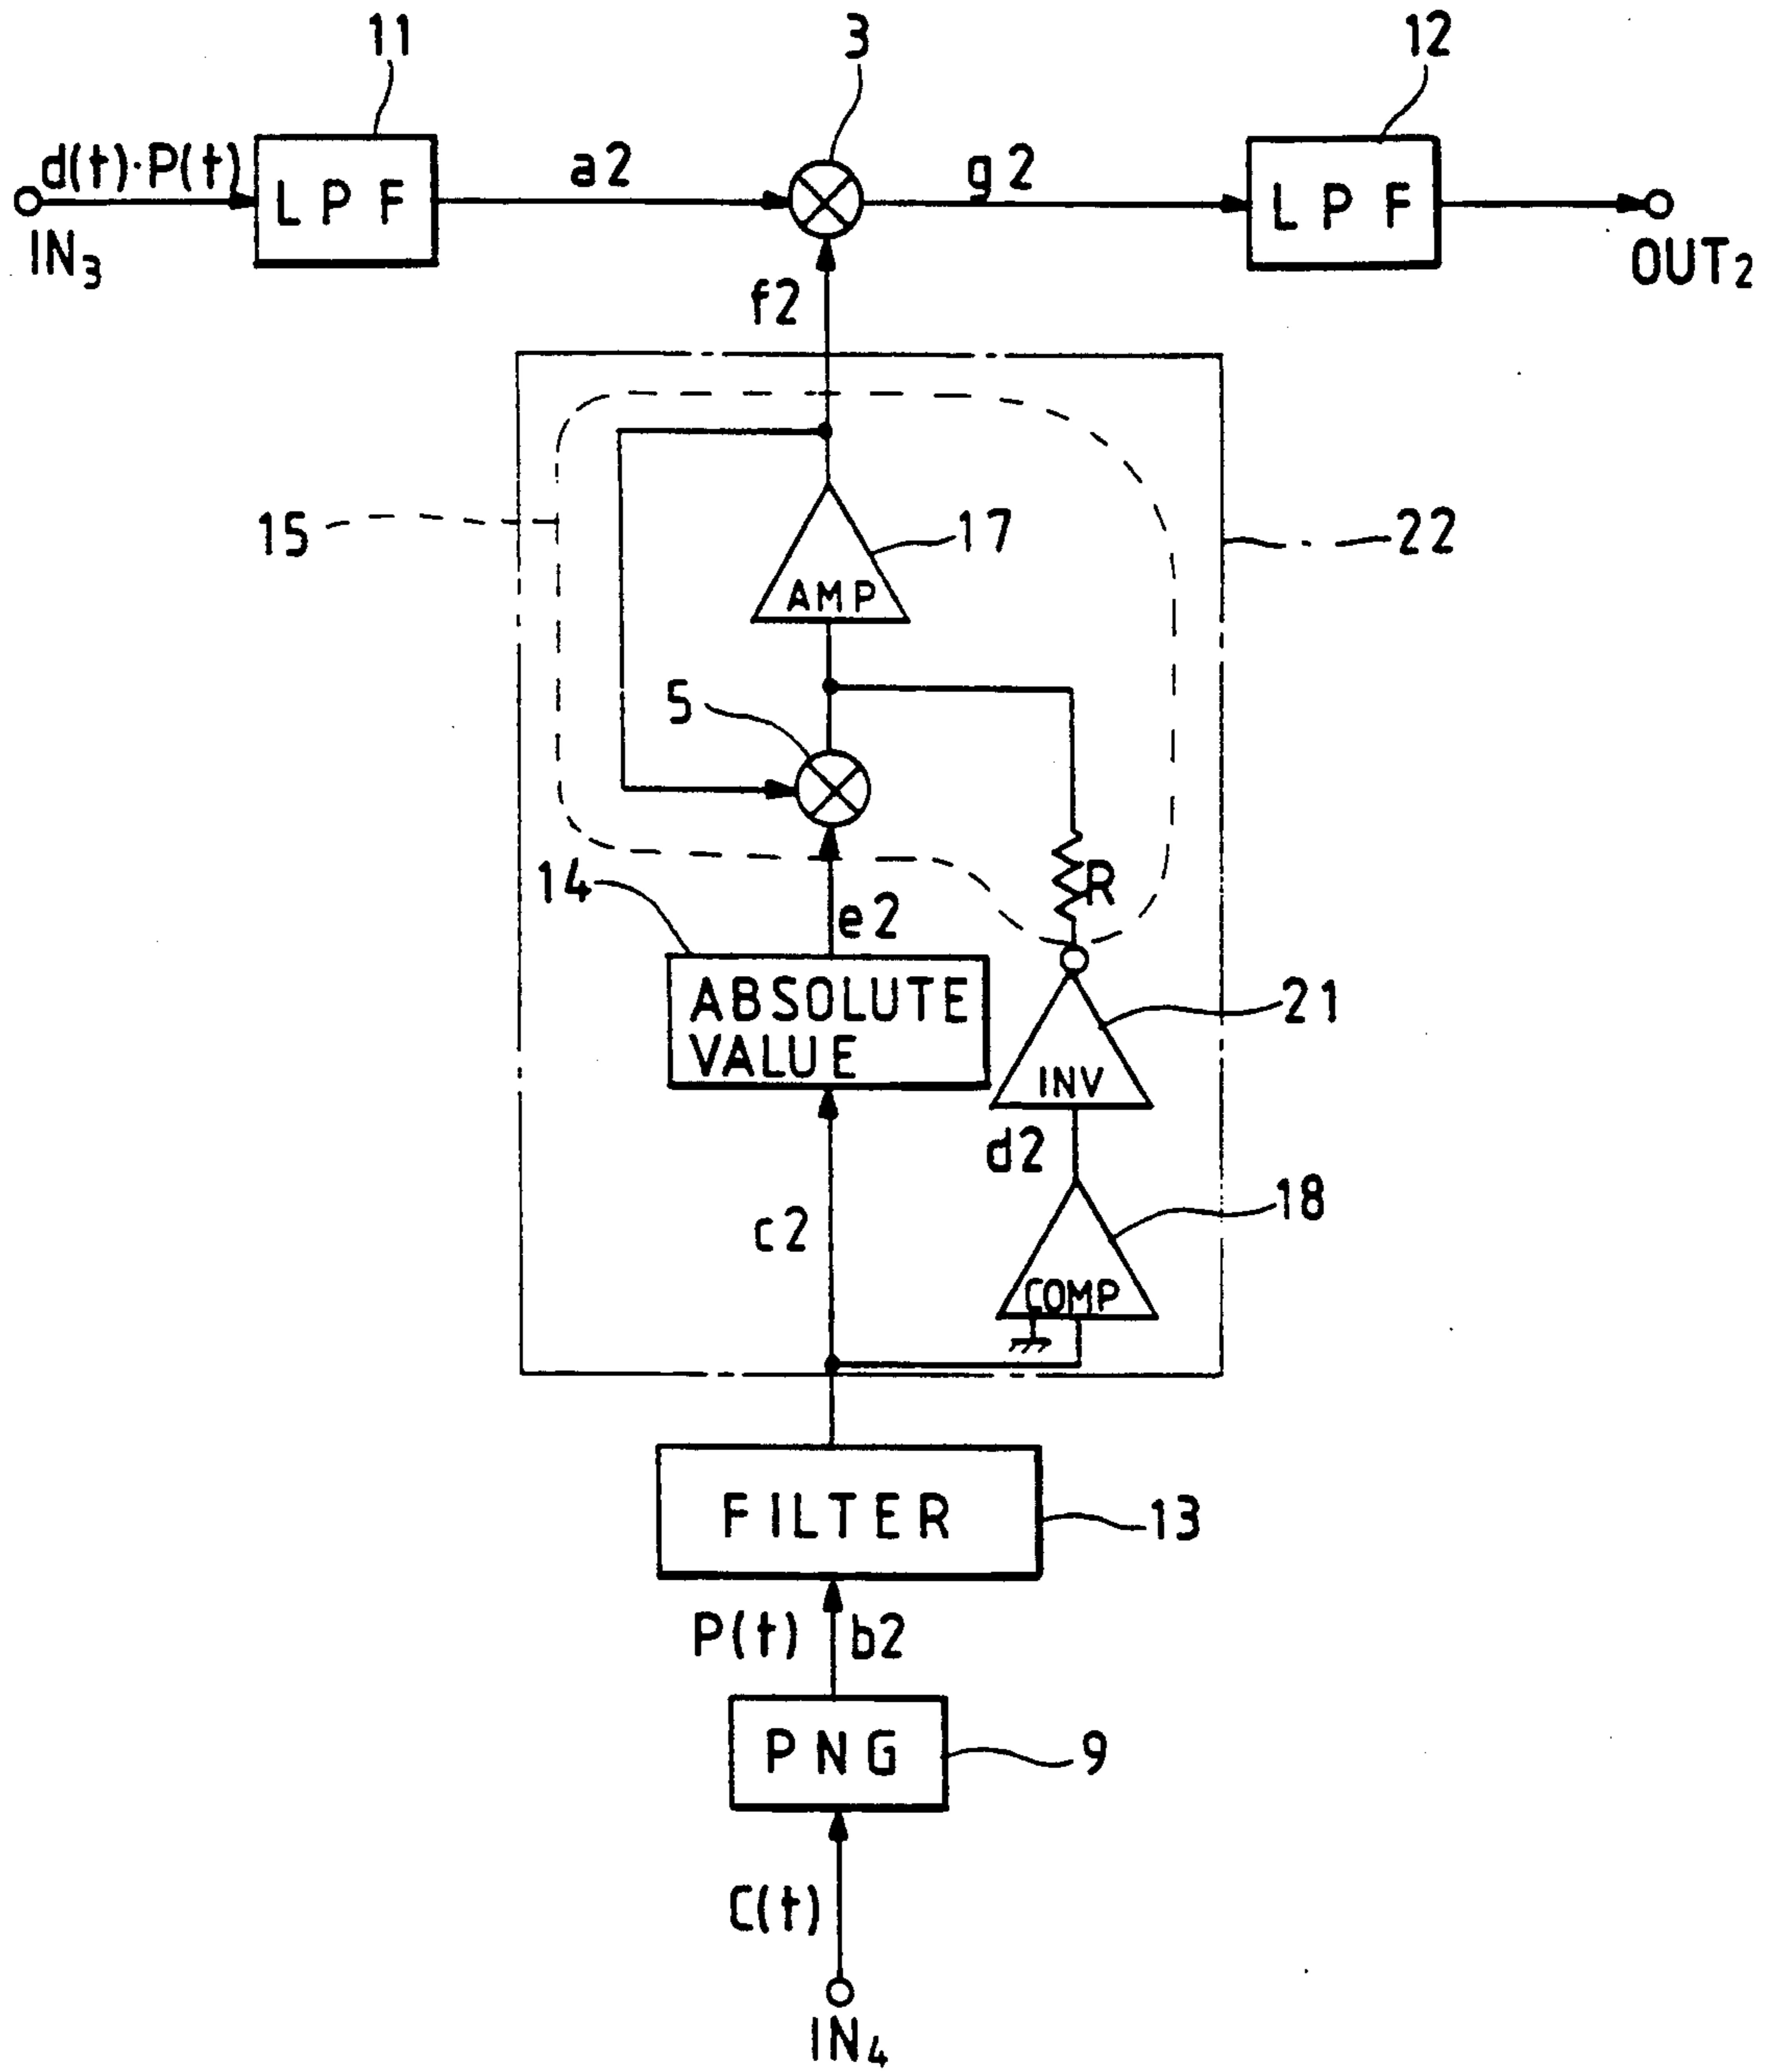 11
3
12
d(t)·P(t)
LPF
a2
g2
LPF
IN3
OUT2
f2
15
17
22
AMP
5
R
14
e2
ABSOLUTE
VALUE
21
INV
d2
18
c2
COMP
FILTER
13
P(t)
b2
PNG
9
C(t)
IN4